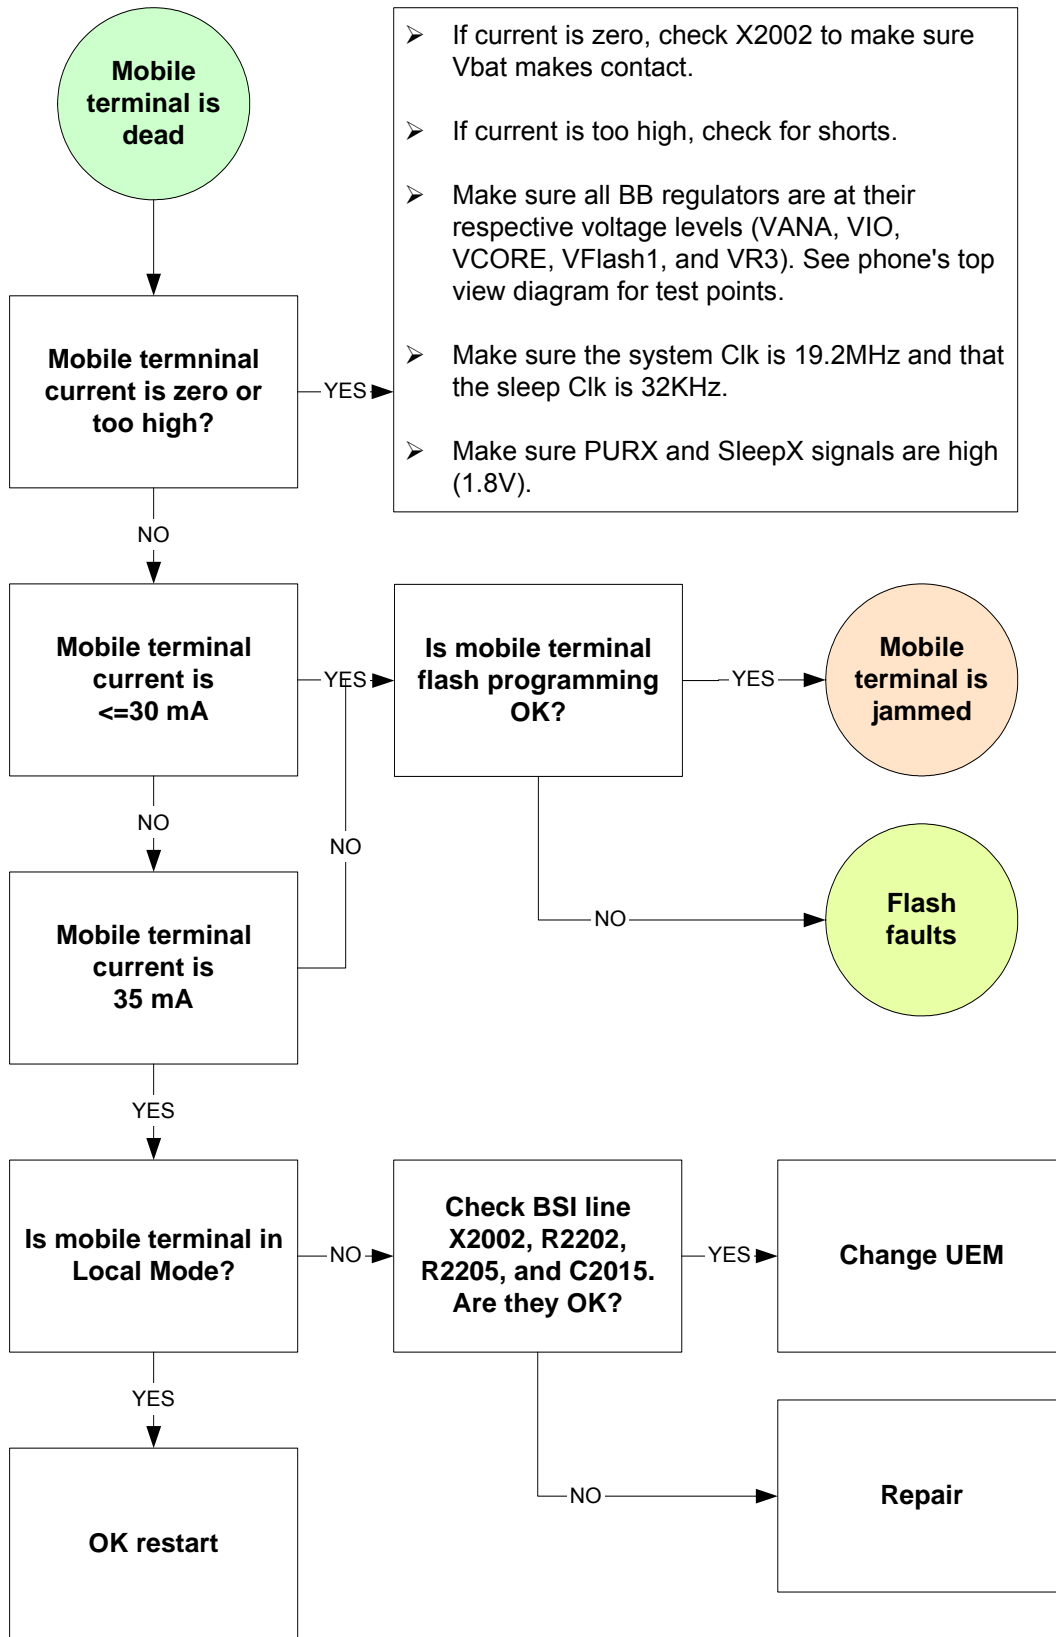 Mobile
terminal is
dead
➢ If current is zero, check X2002 to make sure
Vbat makes contact.
➢ If current is too high, check for shorts.
➢ Make sure all BB regulators are at their
respective voltage levels (VANA, VIO,
VCORE, VFlash1, and VR3). See phone's top
view diagram for test points.
➢ Make sure the system Clk is 19.2MHz and that
the sleep Clk is 32KHz.
➢ Make sure PURX and SleepX signals are high
(1.8V).
Mobile termninal
current is zero or
too high?
YES
NO
Mobile terminal
current is
<=30 mA
YES
Is mobile terminal
flash programming
OK?
YES
Mobile
terminal is
jammed
NO
NO
Mobile terminal
current is
35 mA
NO
Flash
faults
YES
Is mobile terminal in
Local Mode?
NO
Check BSI line
X2002, R2202,
R2205, and C2015.
Are they OK?
YES
Change UEM
YES
NO
Repair
OK restart